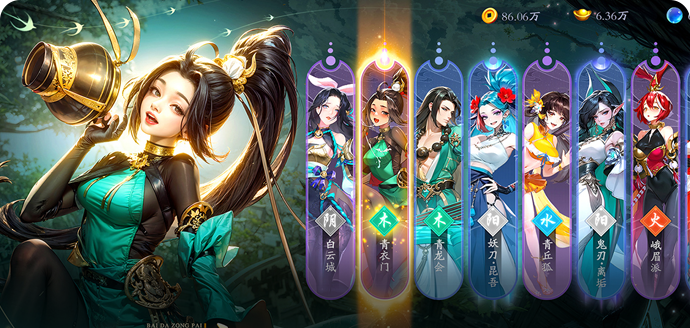 86.06万
6.36万
阴
白云城
木
青衣门
木
青龙会
阳
妖刀·昆吾
水
青丘狐
阳
鬼刃·离垢
火
峨眉派
BAI DA ZONG PAI